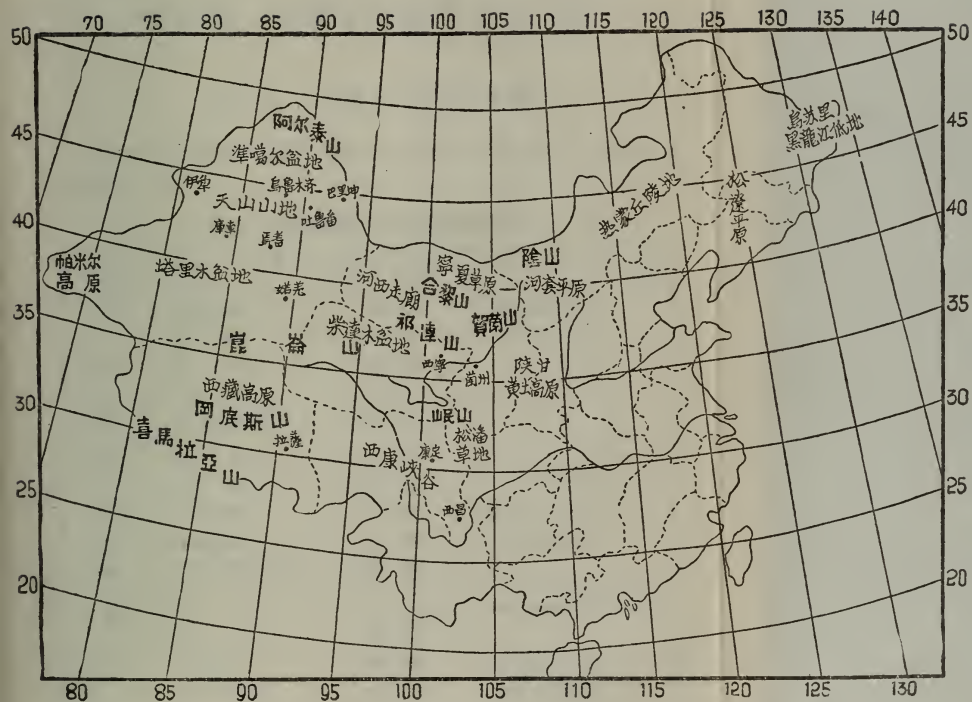 70 75 80 85 90 95 100 105 110 115 120 125 130 135 140
50 50
45 45
40 40
35 35
30 30
25 25
20 20
80 85 90 95 100 105 110 115 120 125 130
阿尔泰山
準噶尔盆地
烏蘇里
黑龍江低地
伊犁
烏魯木齐
巴里坤
天山山地
吐魯番
庫車
焉耆
松遼平原
熱蒙丘陵地
帕米尔
高原
塔里木盆地
婼羌
河西走廊
合黎山
寧夏草原
陰山
河套平原
祁連山
賀蘭山
柴達木盆地
崑崙山
西寧
蘭州
陝甘
黄土高原
西藏高原
岡底斯山
喜馬拉亞山
拉薩
岷山
松潘
草地
西康峽谷
康定
西昌